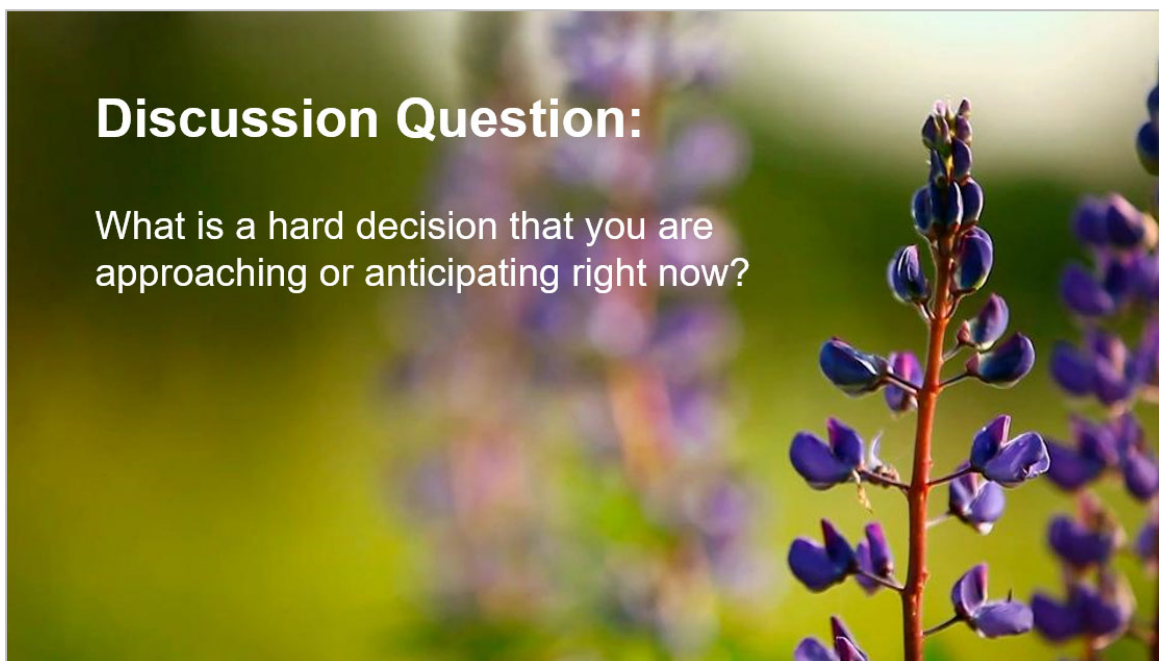 Discussion Question:
What is a hard decision that you are
approaching or anticipating right now?